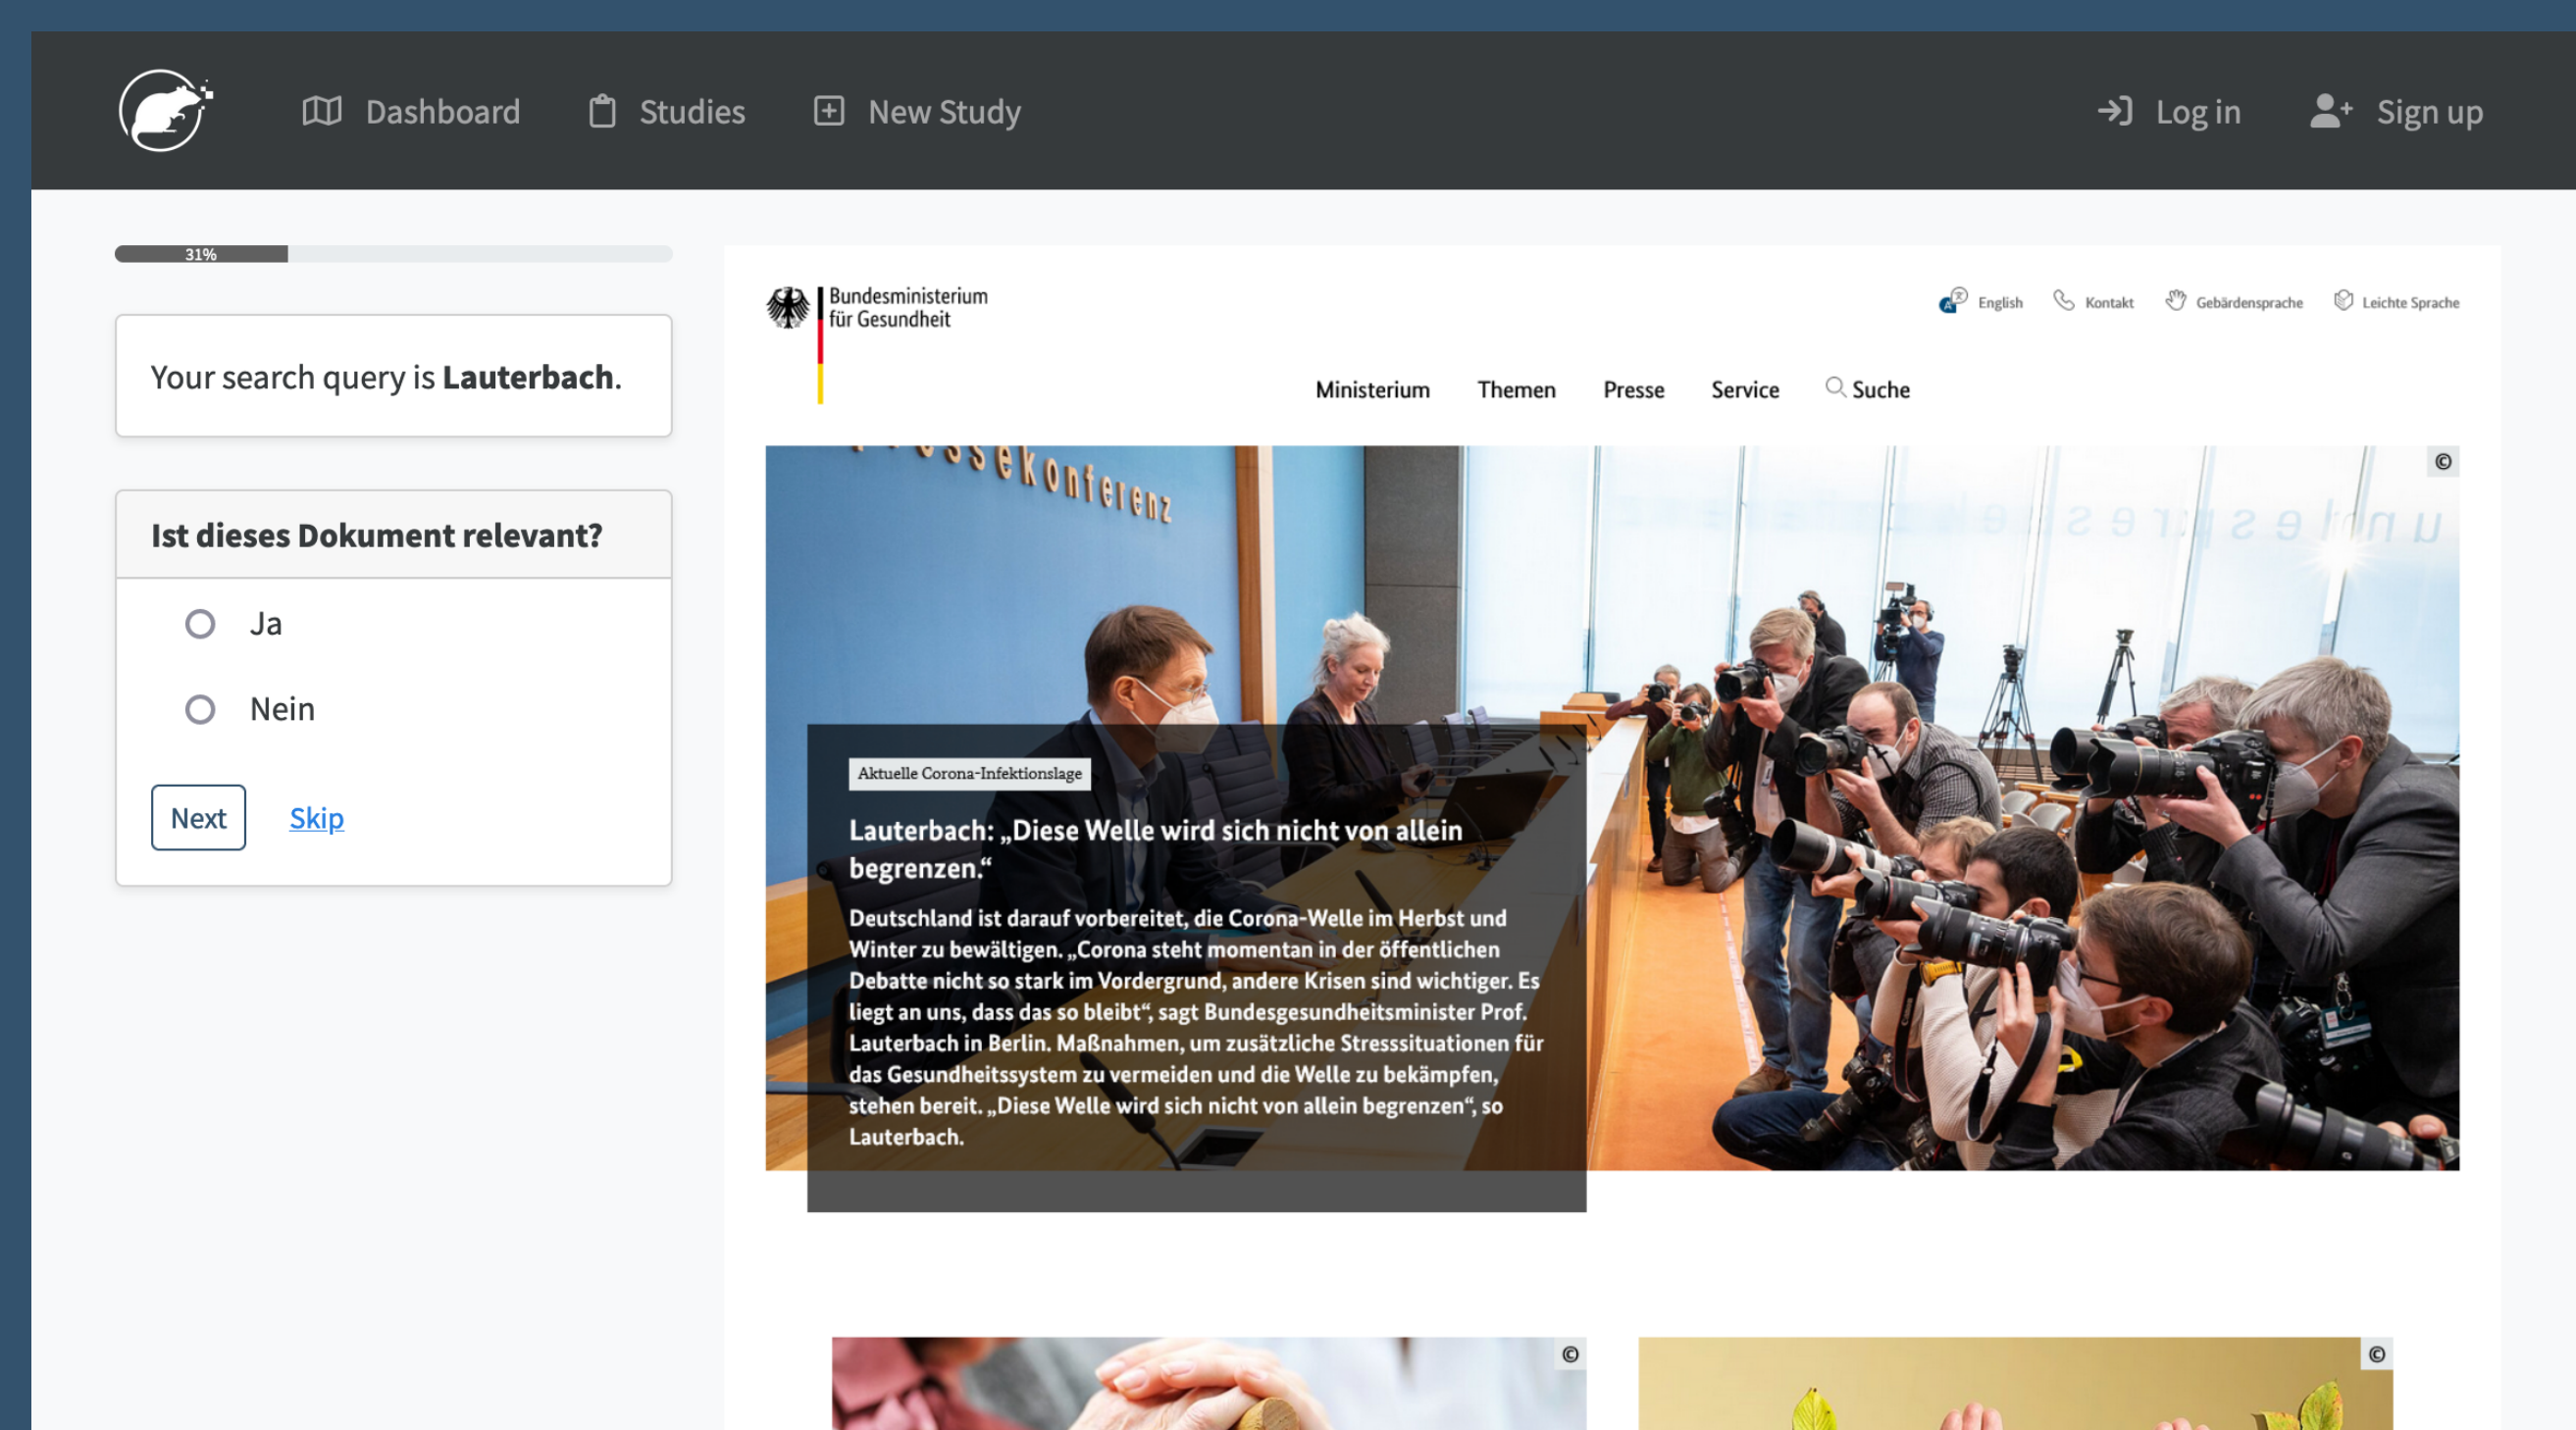 Dashboard
Studies
New Study
Log in
Sign up
31%
Your search query is Lauterbach.
Ist dieses Dokument relevant?
Ja
Nein
Next
Skip
Bundesministerium
für Gesundheit
English
Kontakt
Gebärdensprache
Leichte Sprache
Ministerium
Themen
Presse
Service
Suche
©
Pressekonferenz
Aktuelle Corona-Infektionslage
Lauterbach: „Diese Welle wird sich nicht von allein
begrenzen.“
Deutschland ist darauf vorbereitet, die Corona-Welle im Herbst und
Winter zu bewältigen. „Corona steht momentan in der öffentlichen
Debatte nicht so stark im Vordergrund, andere Krisen sind wichtiger. Es
liegt an uns, dass das so bleibt“, sagt Bundesgesundheitsminister Prof.
Lauterbach in Berlin. Maßnahmen, um zusätzliche Stresssituationen für
das Gesundheitssystem zu vermeiden und die Welle zu bekämpfen,
stehen bereit. „Diese Welle wird sich nicht von allein begrenzen“, so
Lauterbach.
©
©